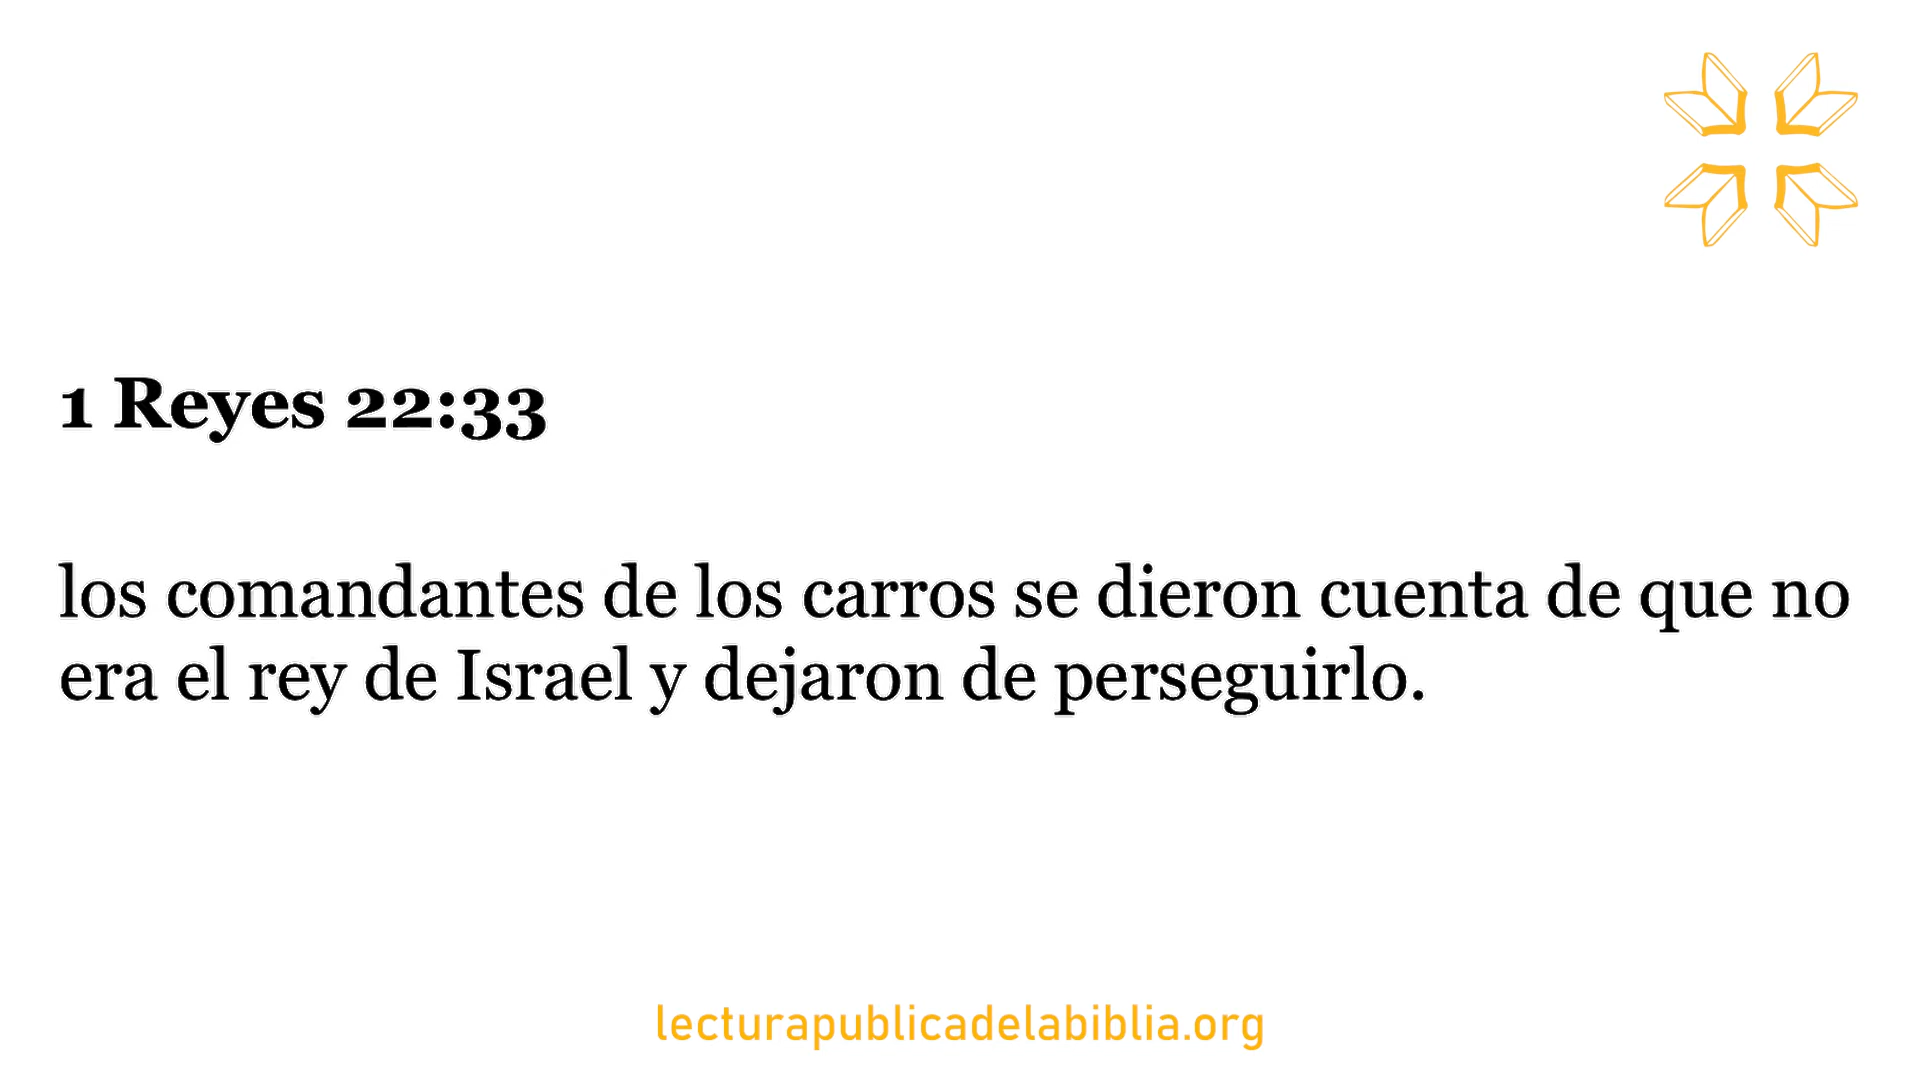 1 Reyes 22:33
los comandantes de los carros se dieron cuenta de que no
era el rey de Israel y dejaron de perseguirlo.
lecturapublicadelabiblia.org